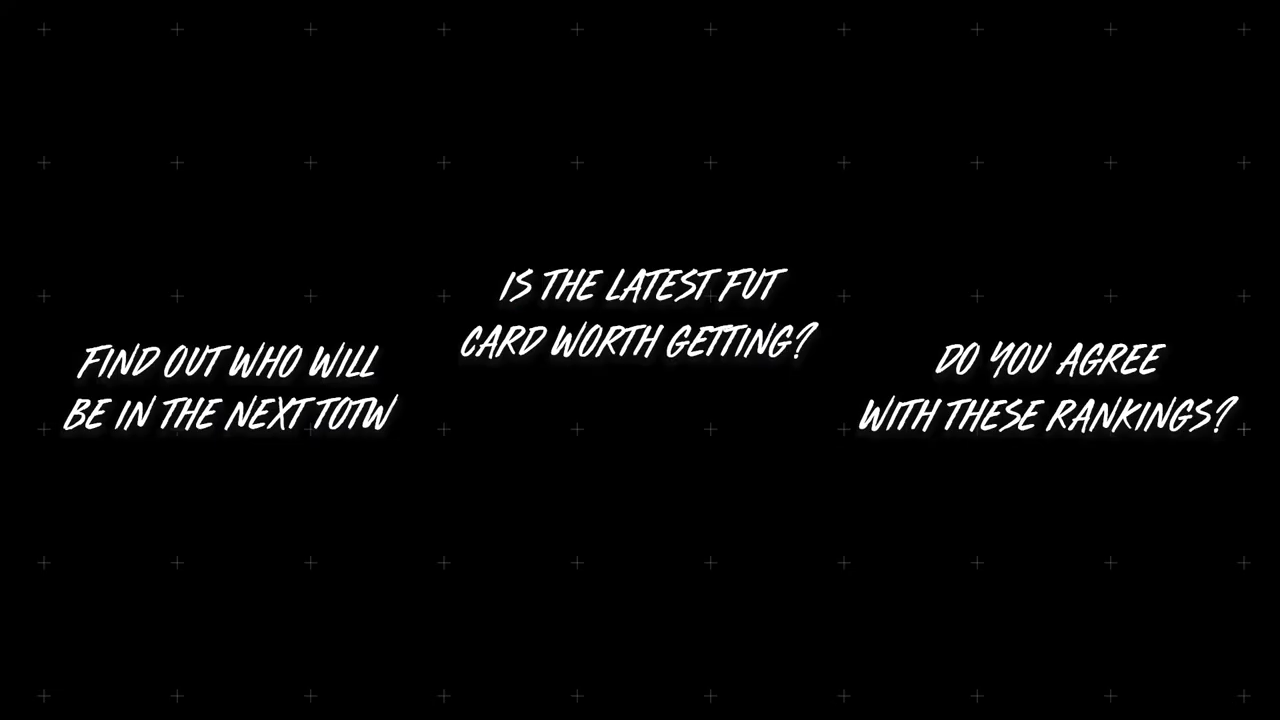 FIND OUT WHO WILL
BE IN THE NEXT TOTW
IS THE LATEST FUT
CARD WORTH GETTING?
DO YOU AGREE
WITH THESE RANKINGS?